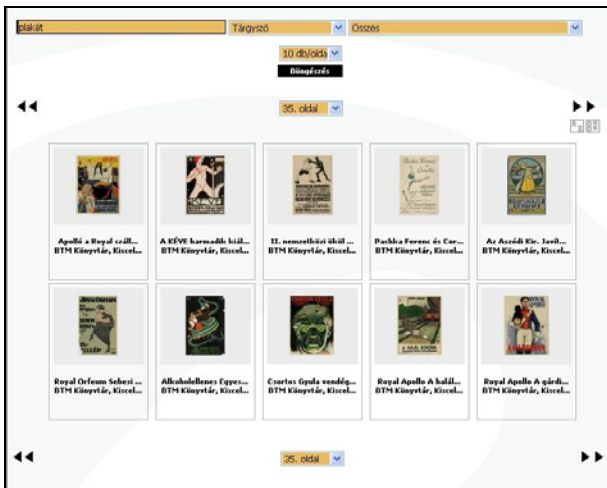 plakát Tárgyszó Összes
10 db/olda
Böngészés
35. oldal
Apolló a Royal száll...
BTM Könyvtár, Kiscel...
A KÉVE harmadik kiál...
BTM Könyvtár, Kiscel...
II. nemzetközi ökül ...
BTM Könyvtár, Kiscel...
Pachka Ferenc és Cor...
BTM Könyvtár, Kiscel...
Az Aszódi Kir. Javít...
BTM Könyvtár, Kiscel...
Royal Orfeum Sehesi ...
BTM Könyvtár, Kiscel...
Alkoholellenes Egyes...
BTM Könyvtár, Kiscel...
Csortos Gyula vendég...
BTM Könyvtár, Kiscel...
Royal Apollo A halál...
BTM Könyvtár, Kiscel...
Royal Apollo A gárdi...
BTM Könyvtár, Kiscel...
35. oldal